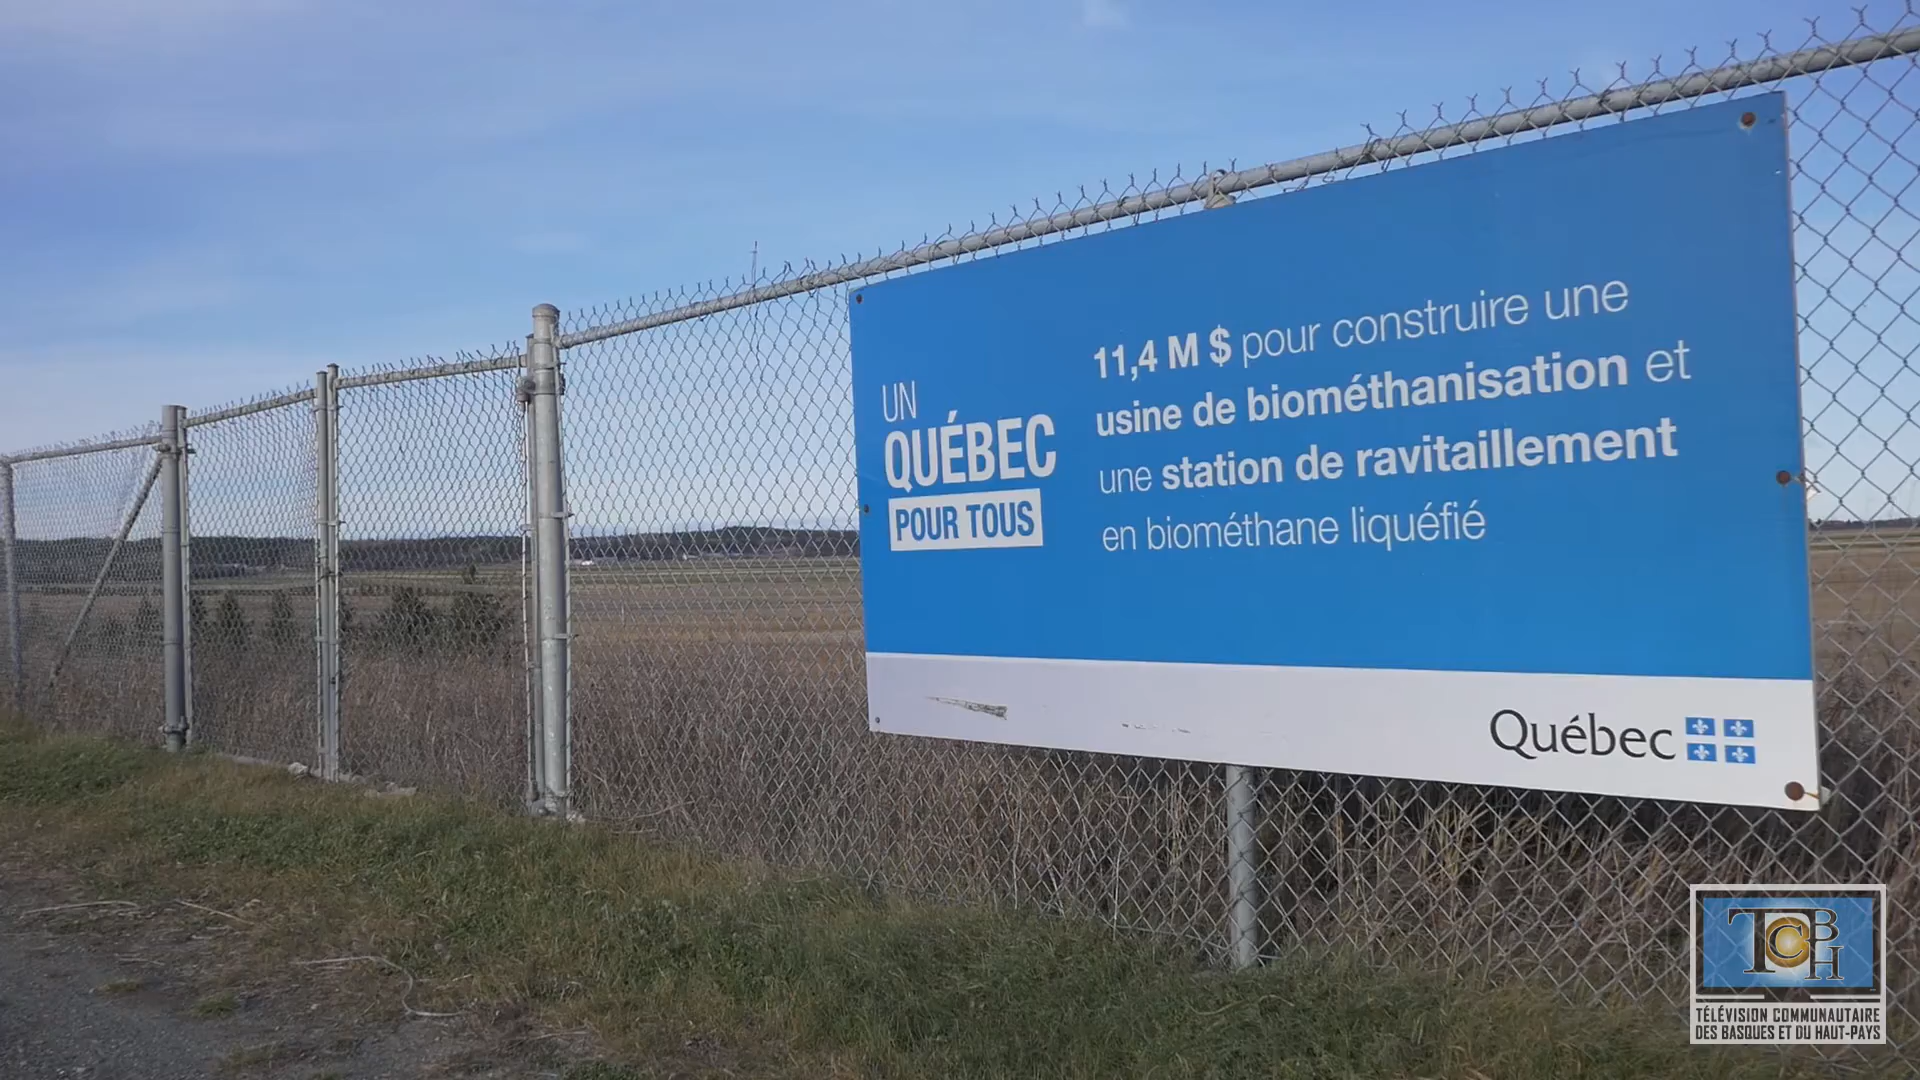 UN
QUÉBEC
POUR TOUS
11,4 M $ pour construire une
usine de biométhanisation et
une station de ravitaillement
en biométhane liquéfié
Québec
TCBH
TÉLÉVISION COMMUNAUTAIRE
DES BASQUES ET DU HAUT-PAYS